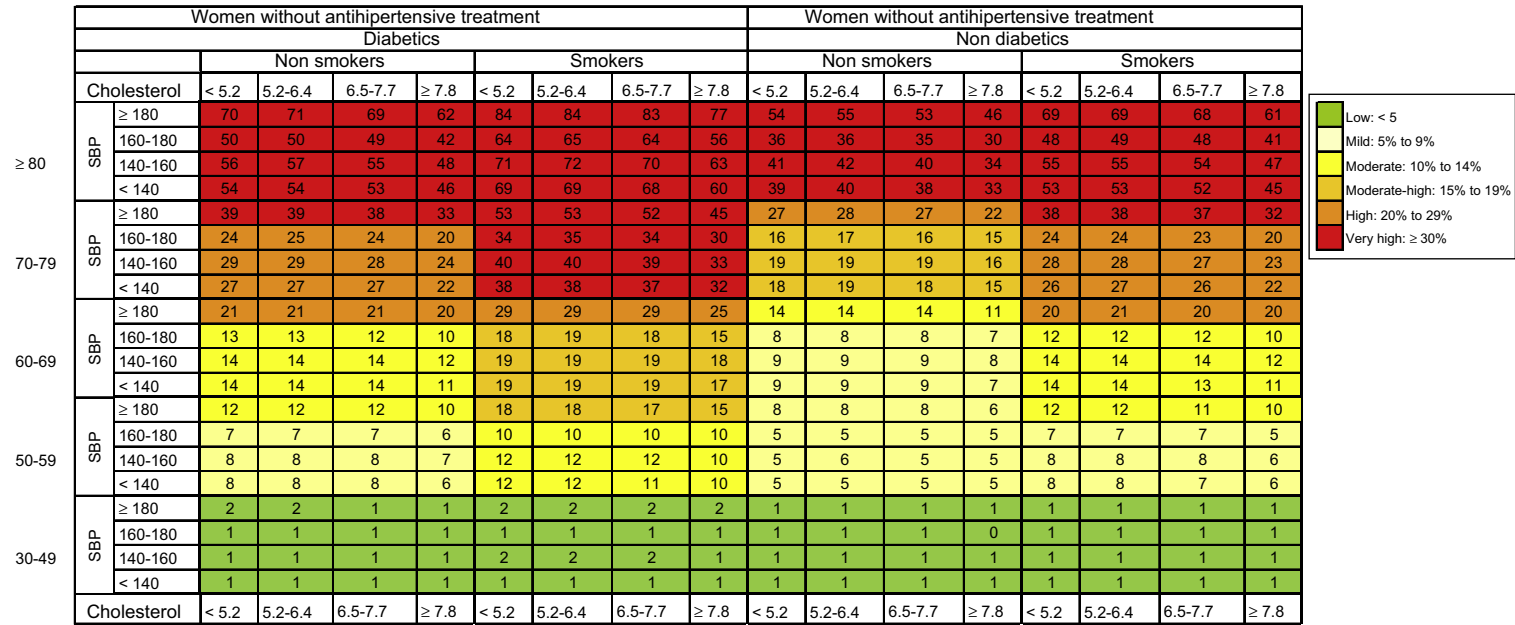 Women without antihipertensive treatment Women without antihipertensive treatment
Diabetics Non diabetics
Non smokers Smokers Non smokers Smokers
Cholesterol < 5.2 5.2-6.4 6.5-7.7 ≥ 7.8 < 5.2 5.2-6.4 6.5-7.7 ≥ 7.8 < 5.2 5.2-6.4 6.5-7.7 ≥ 7.8 < 5.2 5.2-6.4 6.5-7.7 ≥ 7.8
≥ 80 SBP
≥ 180 70 71 69 62 84 84 83 77 54 55 53 46 69 69 68 61
160-180 50 50 49 42 64 65 64 56 36 36 35 30 48 49 48 41
140-160 56 57 55 48 71 72 70 63 41 42 40 34 55 55 54 47
< 140 54 54 53 46 69 69 68 60 39 40 38 33 53 53 52 45
70-79 SBP
≥ 180 39 39 38 33 53 53 52 45 27 28 27 22 38 38 37 32
160-180 24 25 24 20 34 35 34 30 16 17 16 15 24 24 23 20
140-160 29 29 28 24 40 40 39 33 19 19 19 16 28 28 27 23
< 140 27 27 27 22 38 38 37 32 18 19 18 15 26 27 26 22
60-69 SBP
≥ 180 21 21 21 20 29 29 29 25 14 14 14 11 20 21 20 20
160-180 13 13 12 10 18 19 18 15 8 8 8 7 12 12 12 10
140-160 14 14 14 12 19 19 19 18 9 9 9 8 14 14 14 12
< 140 14 14 14 11 19 19 19 17 9 9 9 7 14 14 13 11
50-59 SBP
≥ 180 12 12 12 10 18 18 17 15 8 8 8 6 12 12 11 10
160-180 7 7 7 6 10 10 10 10 5 5 5 5 7 7 7 5
140-160 8 8 8 7 12 12 12 10 5 6 5 5 8 8 8 6
< 140 8 8 8 6 12 12 11 10 5 5 5 5 8 8 7 6
30-49 SBP
≥ 180 2 2 1 1 2 2 2 2 1 1 1 1 1 1 1 1
160-180 1 1 1 1 1 1 1 1 1 1 1 0 1 1 1 1
140-160 1 1 1 1 2 2 2 1 1 1 1 1 1 1 1 1
< 140 1 1 1 1 1 1 1 1 1 1 1 1 1 1 1 1
Cholesterol < 5.2 5.2-6.4 6.5-7.7 ≥ 7.8 < 5.2 5.2-6.4 6.5-7.7 ≥ 7.8 < 5.2 5.2-6.4 6.5-7.7 ≥ 7.8 < 5.2 5.2-6.4 6.5-7.7 ≥ 7.8
Low: < 5
Mild: 5% to 9%
Moderate: 10% to 14%
Moderate-high: 15% to 19%
High: 20% to 29%
Very high: ≥ 30%